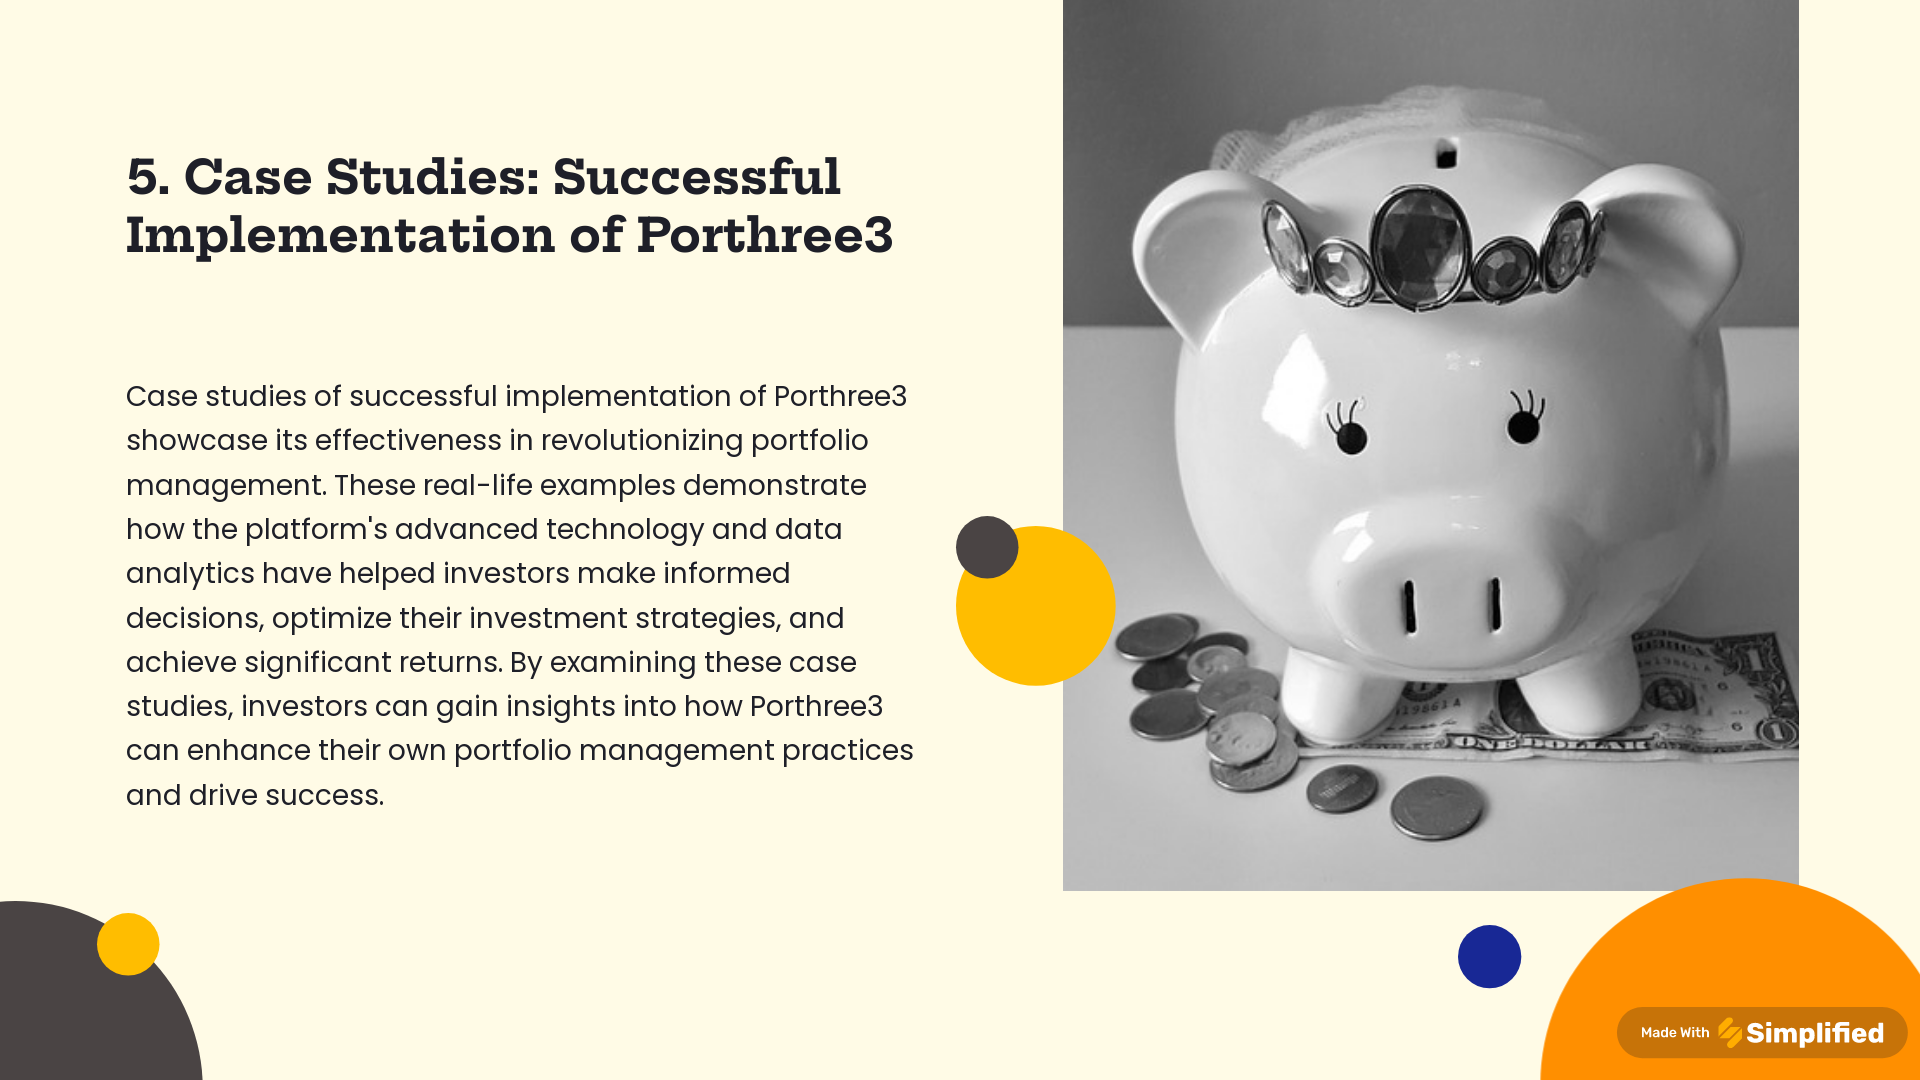 5. Case Studies: Successful
Implementation of Porthree3
Case studies of successful implementation of Porthree3
showcase its effectiveness in revolutionizing portfolio
management. These real-life examples demonstrate
how the platform's advanced technology and data
analytics have helped investors make informed
decisions, optimize their investment strategies, and
achieve significant returns. By examining these case
studies, investors can gain insights into how Porthree3
can enhance their own portfolio management practices
and drive success.
ONE DOLLAR
Made With Simplified